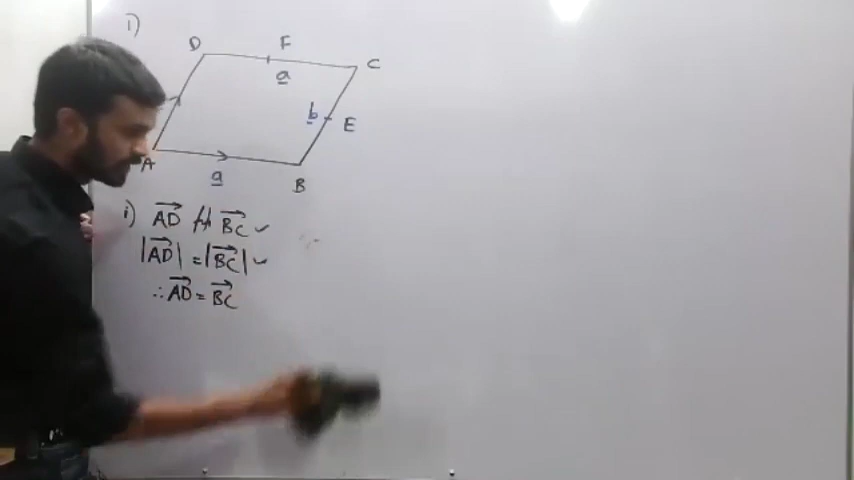 1)
D F C
a
b E
A
a
B
i) →AD ⫽ →BC ✓
|→AD| = |→BC| ✓
∴ →AD = →BC